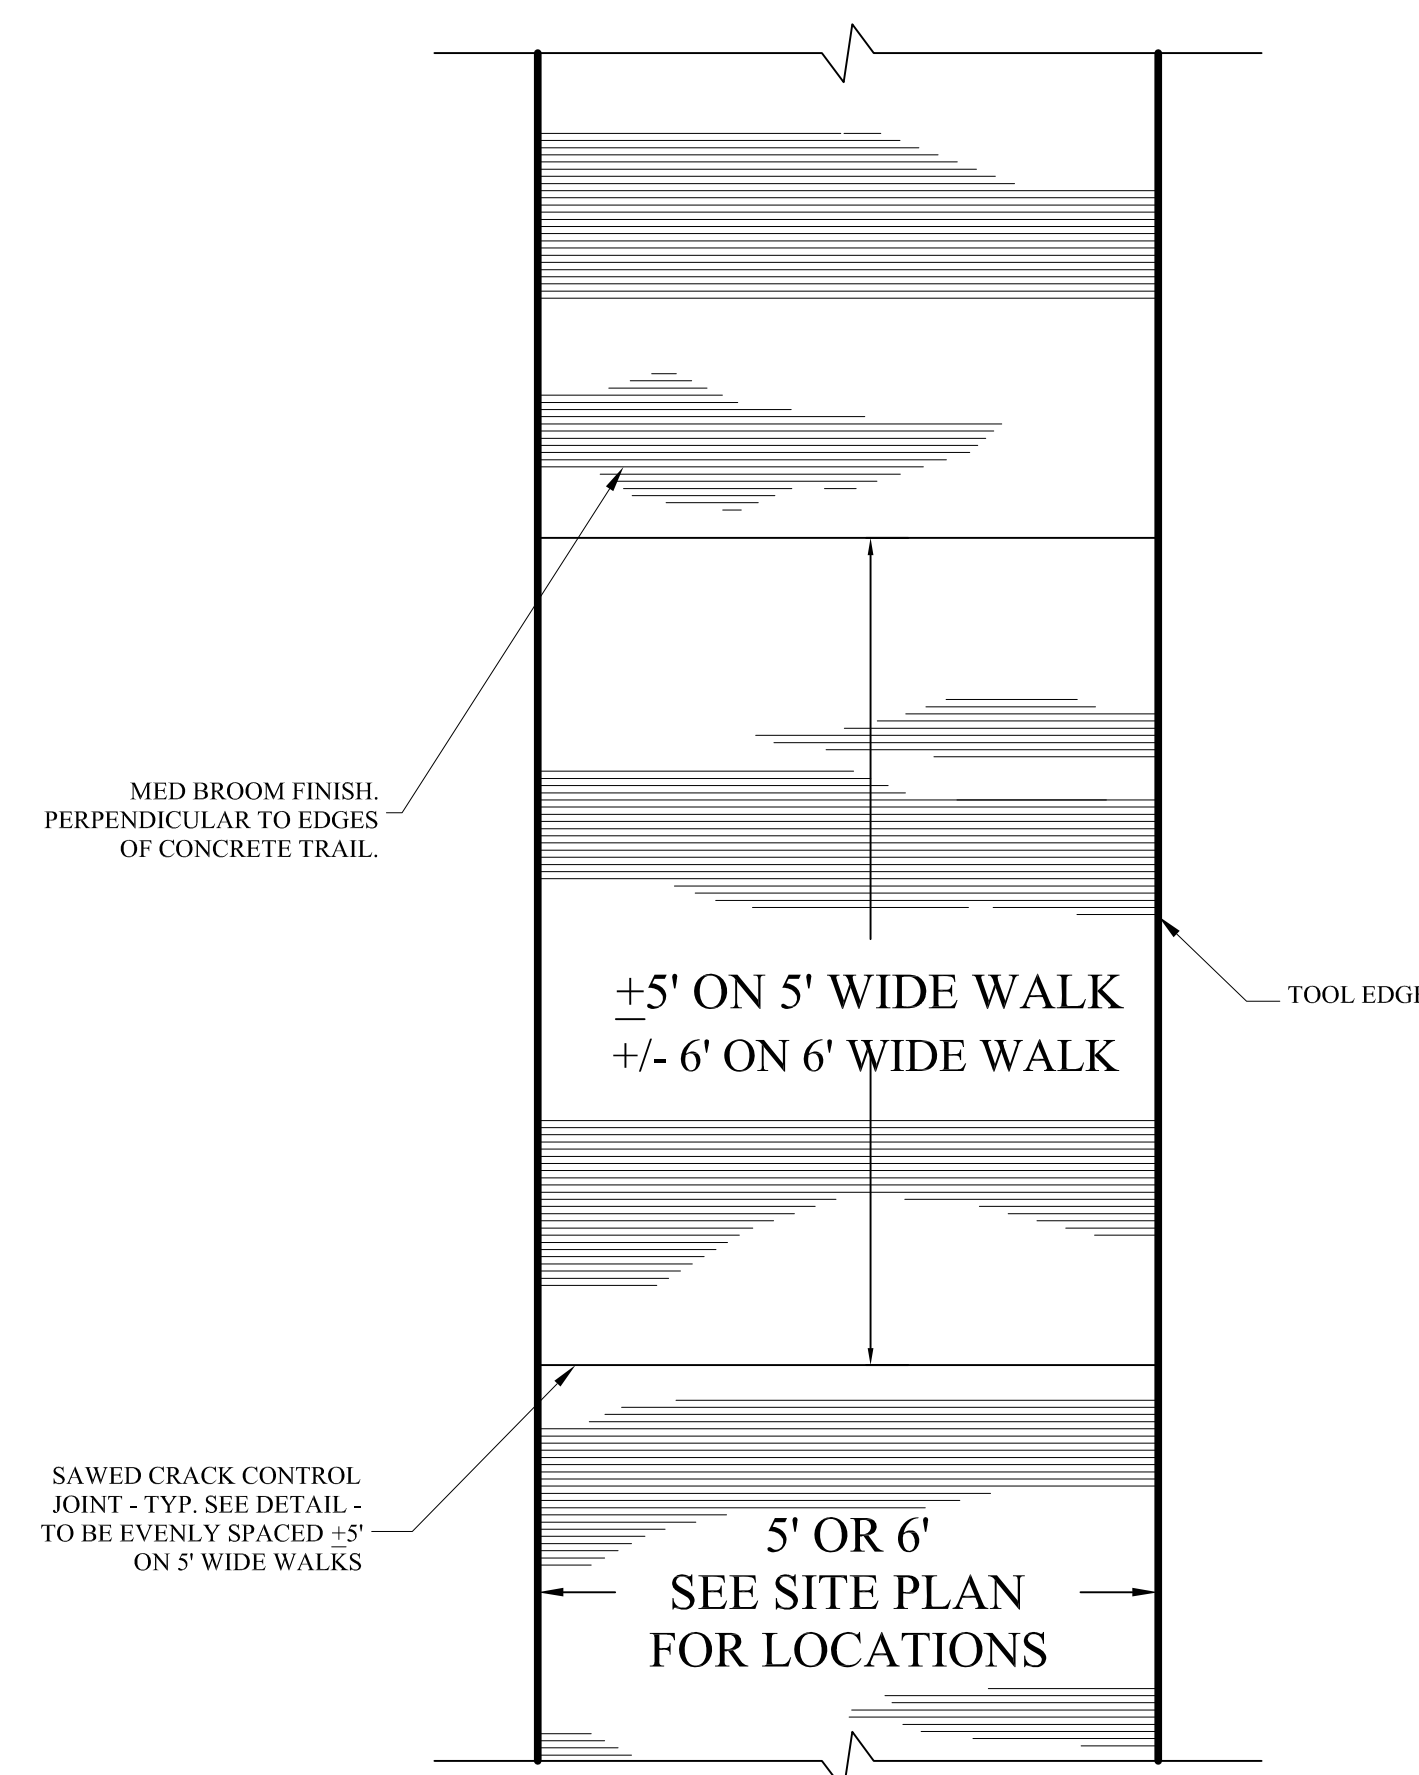 MED BROOM FINISH.
PERPENDICULAR TO EDGES
OF CONCRETE TRAIL.
±5' ON 5' WIDE WALK
+/- 6' ON 6' WIDE WALK
TOOL
SAWED CRACK CONTROL
JOINT - TYP. SEE DETAIL -
TO BE EVENLY SPACED ±5'
ON 5' WIDE WALKS
5' OR 6'
SEE SITE PLAN
FOR LOCATIONS